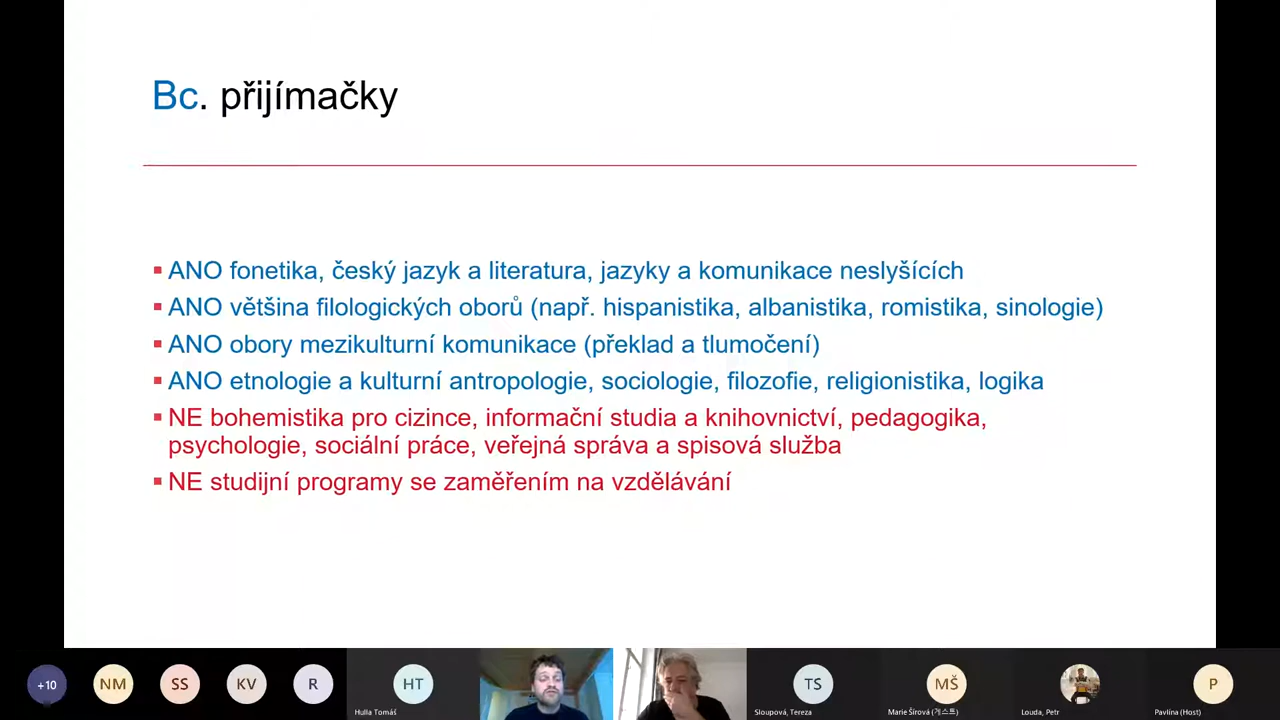 Bc. přijímačky
ANO fonetika, český jazyk a literatura, jazyky a komunikace neslyšících
ANO většina filologických oborů (např. hispanistika, albanistika, romistika, sinologie)
ANO obory mezikulturní komunikace (překlad a tlumočení)
ANO etnologie a kulturní antropologie, sociologie, filozofie, religionistika, logika
NE bohemistika pro cizince, informační studia a knihovnictví, pedagogika,
psychologie, sociální práce, veřejná správa a spisová služba
NE studijní programy se zaměřením na vzdělávání
+10 NM SS KV R HT TS MŠ P
Hulla Tomáš Sloupová, Tereza Marie Šírová (게스트) Louda, Petr Pavlína (Host)